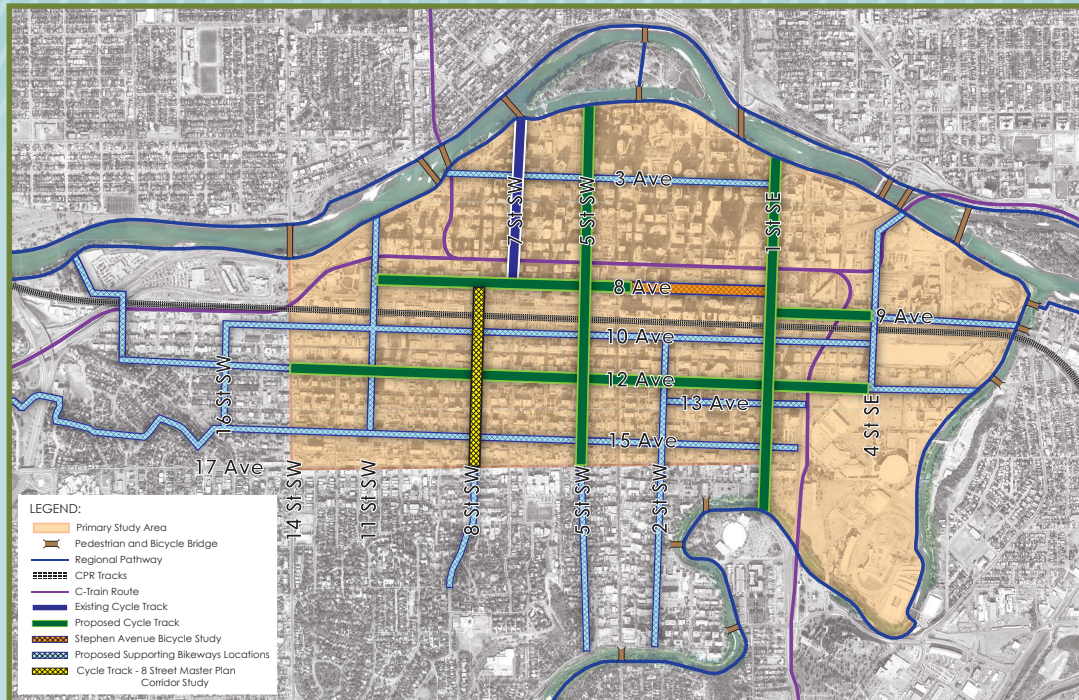 3 Ave
7 St SW
5 St SW
1 St SE
8 Ave
9 Ave
10 Ave
16 St SW
12 Ave
13 Ave
4 St SE
15 Ave
17 Ave
14 St SW
11 St SW
8 St SW
5 St SW
2 St SW
LEGEND:
Primary Study Area
Pedestrian and Bicycle Bridge
Regional Pathway
CPR Tracks
C-Train Route
Existing Cycle Track
Proposed Cycle Track
Stephen Avenue Bicycle Study
Proposed Supporting Bikeways Locations
Cycle Track - 8 Street Master Plan
Corridor Study